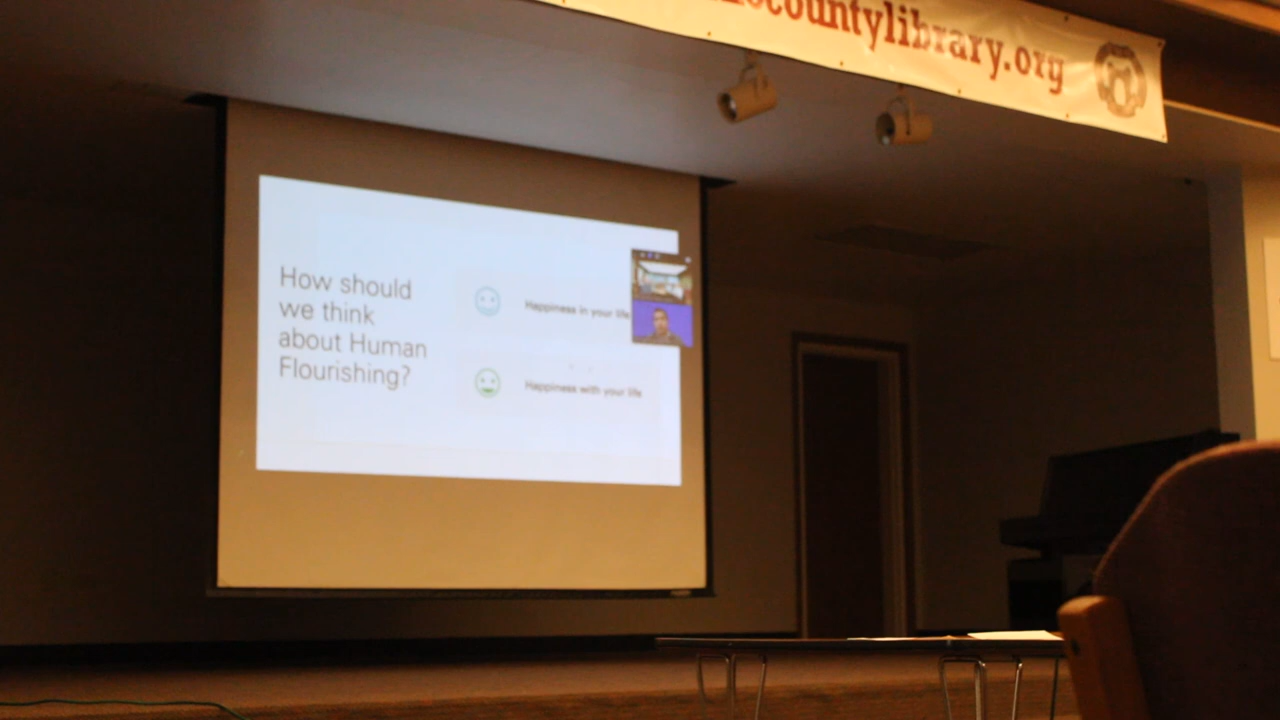 countylibrary.org
How should
we think
about Human
Flourishing?
Happiness in your life
Happiness with your life